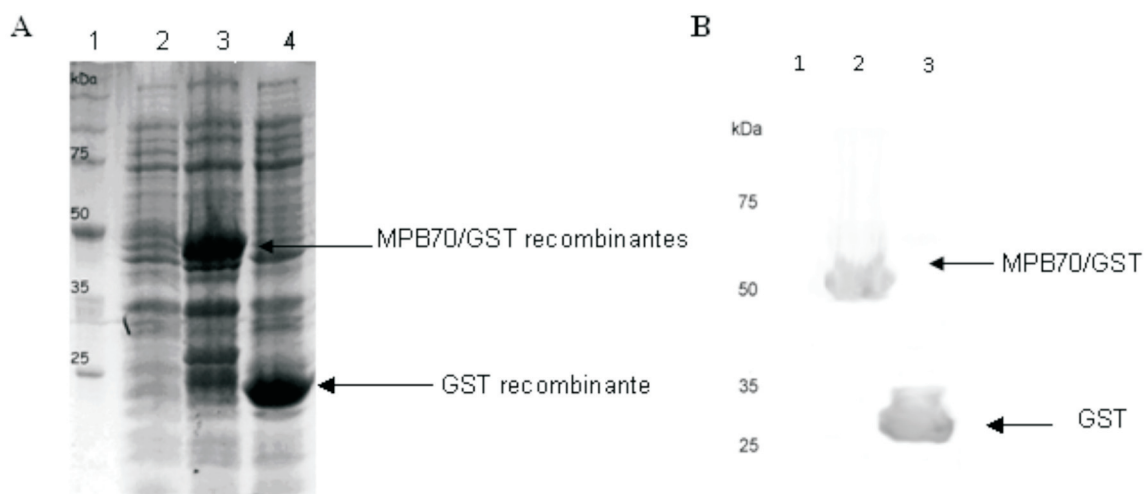 A
1 2 3 4
kDa
75
50
35
25
MPB70/GST recombinantes
GST recombinante
B
1 2 3
kDa
75
50
35
25
MPB70/GST
GST